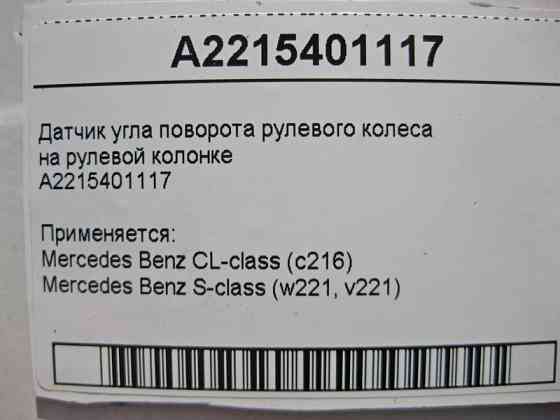 A2215401117
Датчик угла поворота рулевого колеса
на рулевой колонке
A2215401117
Применяется:
Mercedes Benz CL-class (c216)
Mercedes Benz S-class (w221, v221)